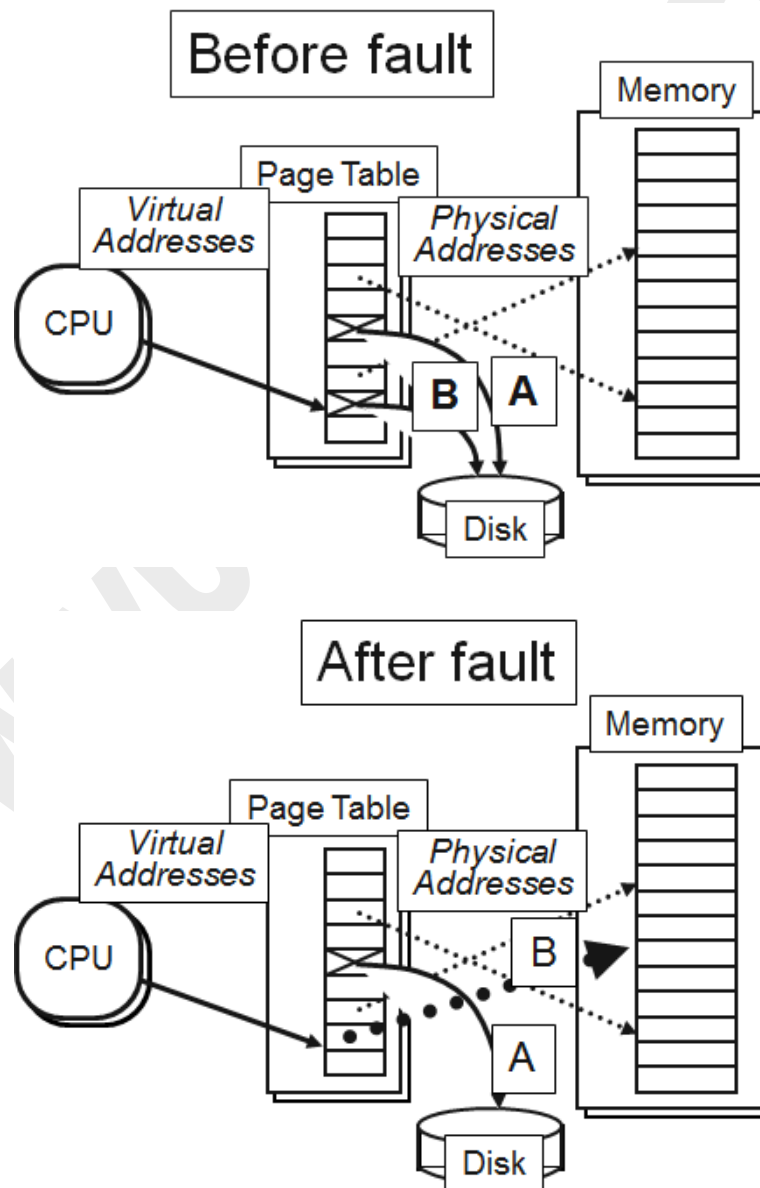 Before fault
Memory
Page Table
Virtual
Addresses
Physical
Addresses
CPU
B
A
Disk
After fault
Memory
Page Table
Virtual
Addresses
Physical
Addresses
CPU
B
A
Disk